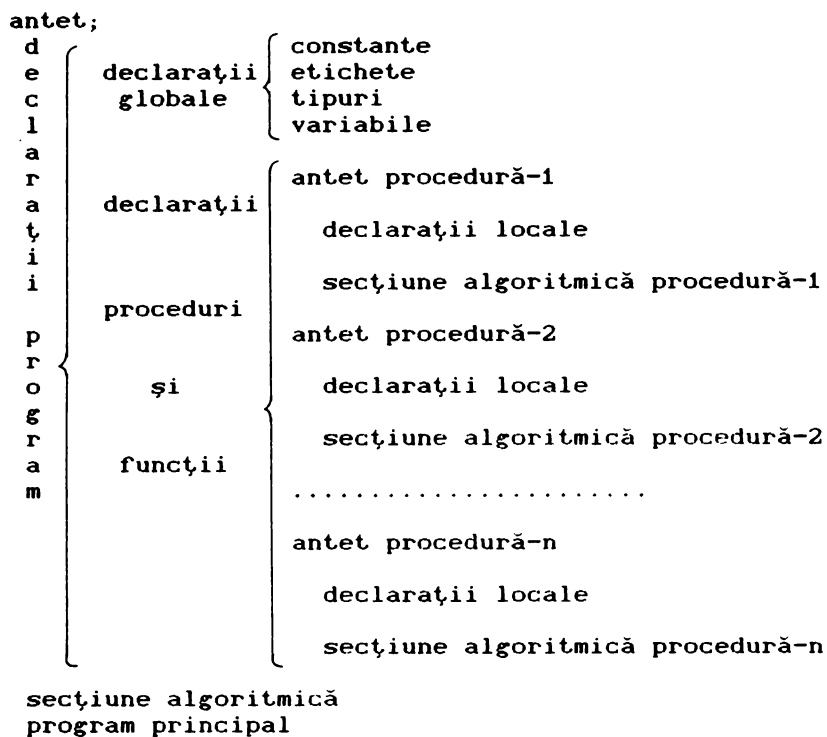 antet;
declarații program
declarații
globale
constante
etichete
tipuri
variabile
declarații
proceduri
și
funcții
antet procedură-1
declarații locale
secțiune algoritmică procedură-1
antet procedură-2
declarații locale
secțiune algoritmică procedură-2
.......................
antet procedură-n
declarații locale
secțiune algoritmică procedură-n
secțiune algoritmică
program principal